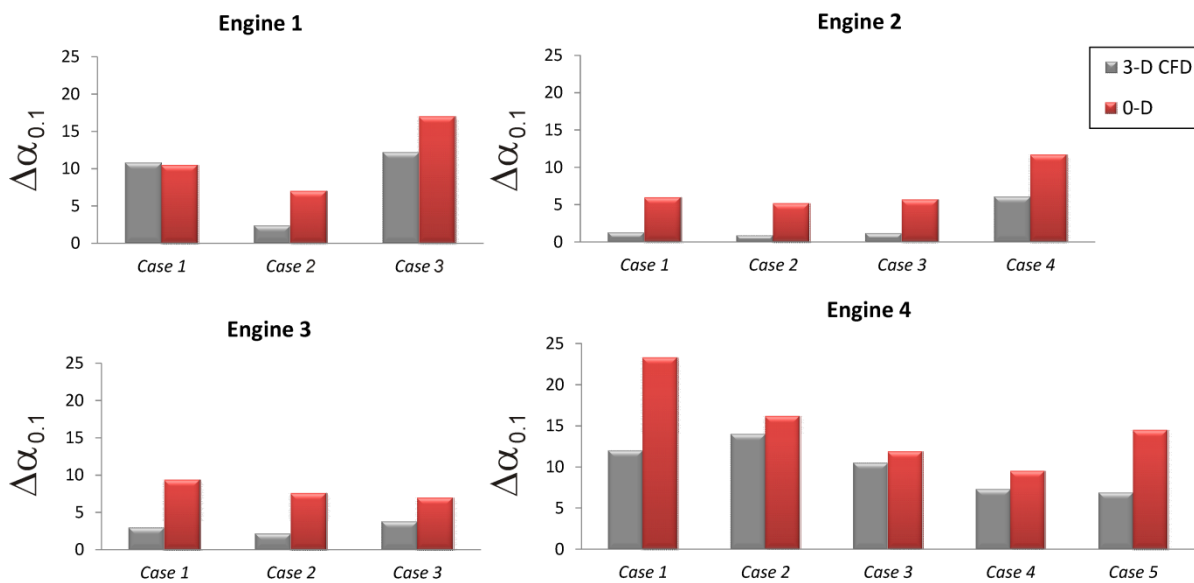 Engine 1
Δα0.1
25
20
15
10
5
0
Case 1 Case 2 Case 3
Engine 2
Δα0.1
25
20
15
10
5
0
Case 1 Case 2 Case 3 Case 4
3-D CFD
0-D
Engine 3
Δα0.1
25
20
15
10
5
0
Case 1 Case 2 Case 3
Engine 4
Δα0.1
25
20
15
10
5
0
Case 1 Case 2 Case 3 Case 4 Case 5